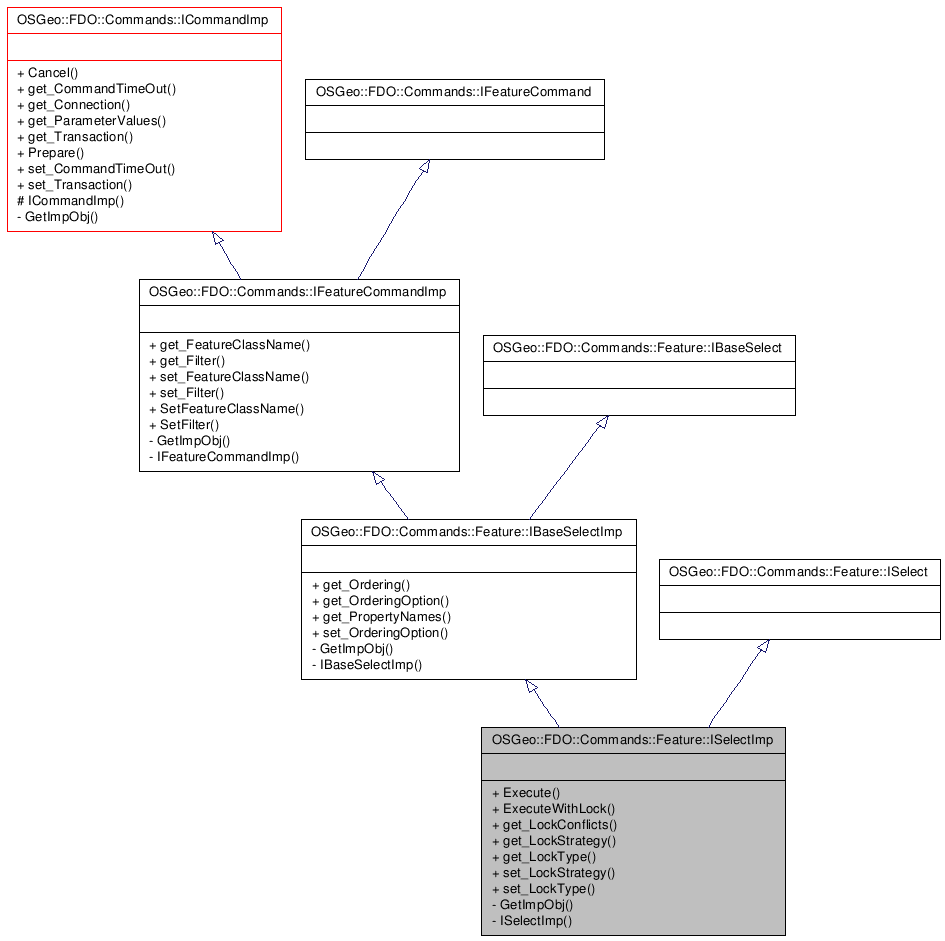 OSGeo::FDO::Commands::ICommandImp
+ Cancel()
+ get_CommandTimeOut()
+ get_Connection()
+ get_ParameterValues()
+ get_Transaction()
+ Prepare()
+ set_CommandTimeOut()
+ set_Transaction()
# ICommandImp()
- GetImpObj()
OSGeo::FDO::Commands::IFeatureCommand
OSGeo::FDO::Commands::IFeatureCommandImp
+ get_FeatureClassName()
+ get_Filter()
+ set_FeatureClassName()
+ set_Filter()
+ SetFeatureClassName()
+ SetFilter()
- GetImpObj()
- IFeatureCommandImp()
OSGeo::FDO::Commands::Feature::IBaseSelect
OSGeo::FDO::Commands::Feature::IBaseSelectImp
+ get_Ordering()
+ get_OrderingOption()
+ get_PropertyNames()
+ set_OrderingOption()
- GetImpObj()
- IBaseSelectImp()
OSGeo::FDO::Commands::Feature::ISelect
OSGeo::FDO::Commands::Feature::ISelectImp
+ Execute()
+ ExecuteWithLock()
+ get_LockConflicts()
+ get_LockStrategy()
+ get_LockType()
+ set_LockStrategy()
+ set_LockType()
- GetImpObj()
- ISelectImp()